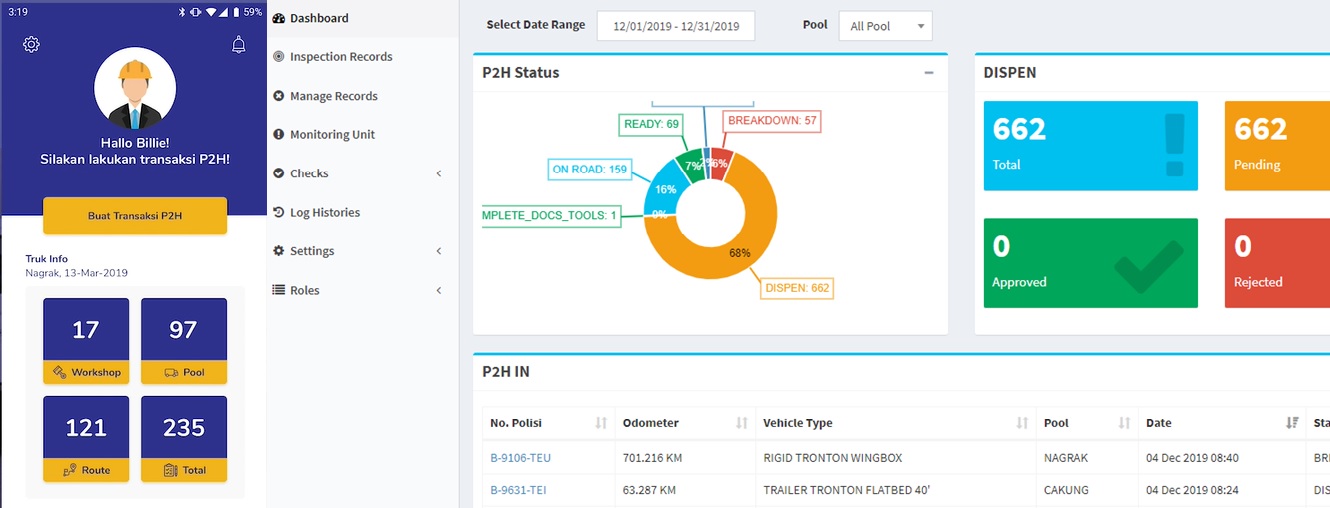 3:19
59%
Hallo Billie!
Silakan lakukan transaksi P2H!
Buat Transaksi P2H
Truk Info
Nagrak, 13-Mar-2019
17
97
Workshop
Pool
121
235
Route
Total
Dashboard
Inspection Records
Manage Records
Monitoring Unit
Checks
Log Histories
Settings
Roles
Select Date Range
12/01/2019 - 12/31/2019
Pool
All Pool
P2H Status
READY: 69
BREAKDOWN: 57
7%
2%
6%
ON ROAD: 159
16%
MPLETE_DOCS_TOOLS: 1
0%
68%
DISPEN: 662
DISPEN
662
Total
662
Pending
0
Approved
0
Rejected
P2H IN
No. Polisi Odometer Vehicle Type Pool Date Sta
B-9106-TEU 701.216 KM RIGID TRONTON WINGBOX NAGRAK 04 Dec 2019 08:40 BRE
B-9631-TEI 63.287 KM TRAILER TRONTON FLATBED 40' CAKUNG 04 Dec 2019 08:24 DIS